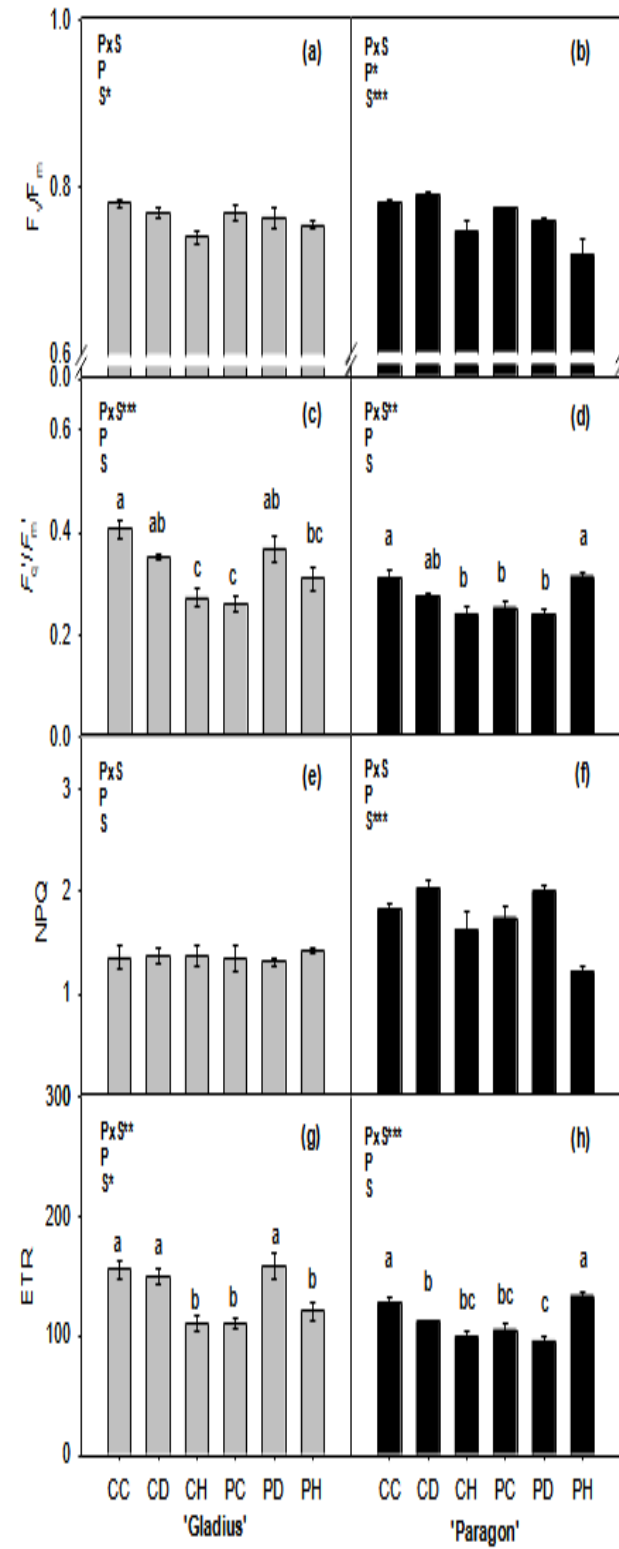 1.0
PxS
P
S*
(a)
PxS
P*
S***
(b)
0.8
Fv/Fm
0.6
0.0
PxS***
P
S
(c)
PxS**
P
S
(d)
0.6
a
ab
c
c
ab
bc
a
ab
b
b
b
a
0.4
Fq'/Fm'
0.2
0.0
PxS
P
S
(e)
PxS
P
S***
(f)
3
2
NPQ
1
300
PxS**
P
S*
(g)
PxS***
P
S
(h)
200
a
a
b
b
a
b
a
b
bc
bc
c
a
ETR
100
0
CC CD CH PC PD PH
CC CD CH PC PD PH
'Gladius'
'Paragon'